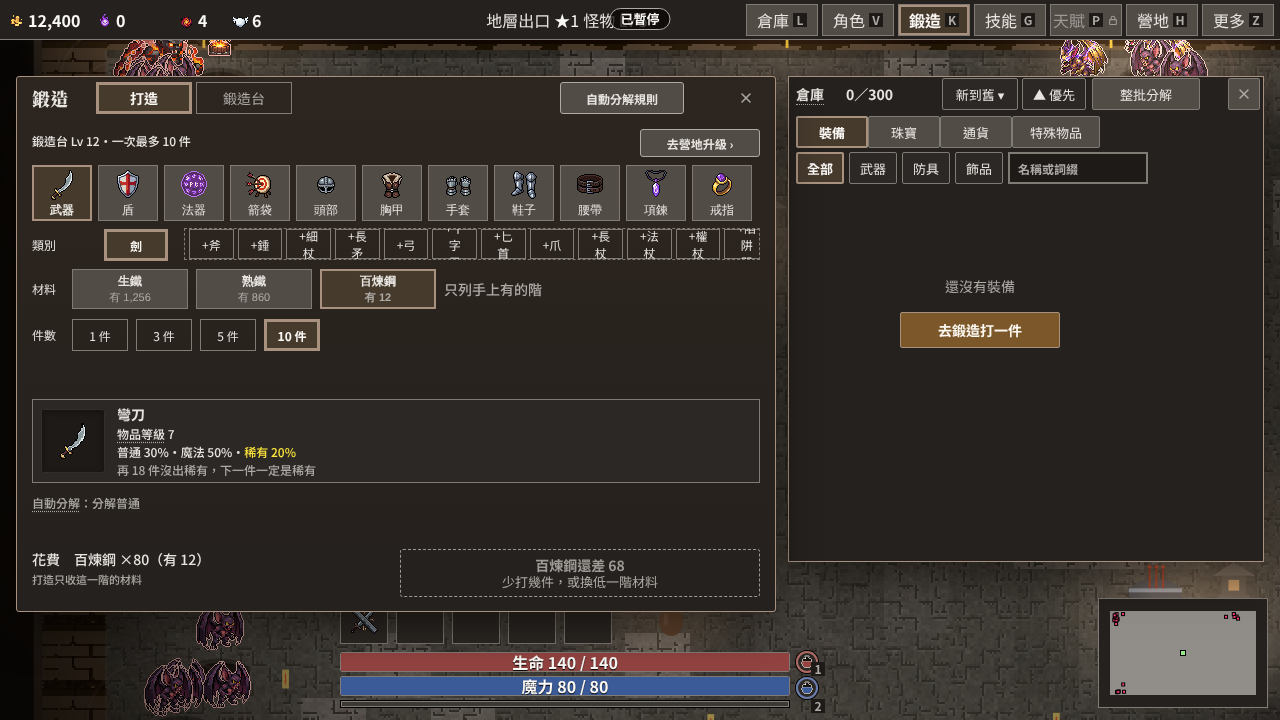 12,400 0 4 6 地層出口 ★1 怪物 已暫停 倉庫 L 角色 V 鍛造 K 技能 G 天賦 P 營地 H 更多 Z
鍛造 打造 鍛造台 自動分解規則 ×
鍛造台 Lv 12・一次最多 10 件 去營地升級 ›
武器 盾 法器 箭袋 頭部 胸甲 手套 鞋子 腰帶 項鍊 戒指
類別 劍 +斧 +錘 +細杖 +長矛 +弓 字 +匕首 +爪 +長杖 +法杖 +權杖 阱
材料 生鐵 有 1,256 熟鐵 有 860 百煉鋼 有 12 只列手上有的階
件數 1 件 3 件 5 件 10 件
彎刀
物品等級 7
普通 30%・魔法 50%・稀有 20%
再 18 件沒出稀有，下一件一定是稀有
自動分解：分解普通
花費 百煉鋼 ×80（有 12）
打造只收這一階的材料
百煉鋼還差 68
少打幾件，或換低一階材料
倉庫 0／300 新到舊 ▾ ▲ 優先 整批分解 ×
裝備 珠寶 通貨 特殊物品
全部 武器 防具 飾品 名稱或詞綴
還沒有裝備
去鍛造打一件
生命 140 / 140 1
魔力 80 / 80
2